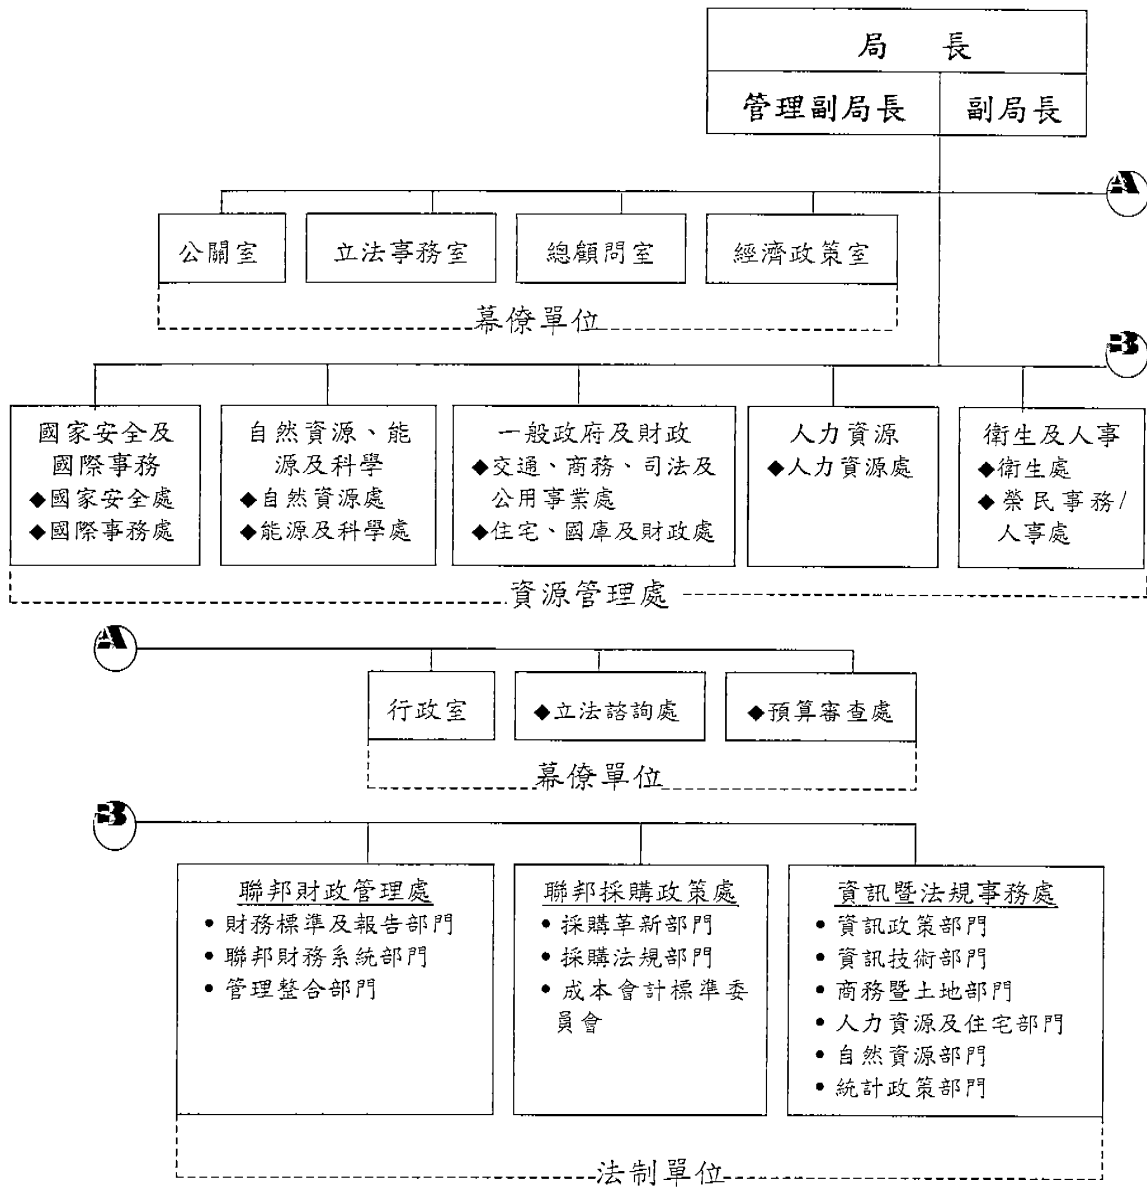 局 長
管理副局長 副局長
A
公關室 立法事務室 總顧問室 經濟政策室
幕僚單位
B
國家安全及
國際事務
◆國家安全處
◆國際事務處
自然資源、能
源及科學
◆自然資源處
◆能源及科學處
一般政府及財政
◆交通、商務、司法及
公用事業處
◆住宅、國庫及財政處
人力資源
◆人力資源處
衛生及人事
◆衛生處
◆榮民事務/
人事處
資源管理處
A
行政室 ◆立法諮詢處 ◆預算審查處
幕僚單位
B
聯邦財政管理處
• 財務標準及報告部門
• 聯邦財務系統部門
• 管理整合部門
聯邦採購政策處
• 採購革新部門
• 採購法規部門
• 成本會計標準委
員會
資訊暨法規事務處
• 資訊政策部門
• 資訊技術部門
• 商務暨土地部門
• 人力資源及住宅部門
• 自然資源部門
• 統計政策部門
法制單位